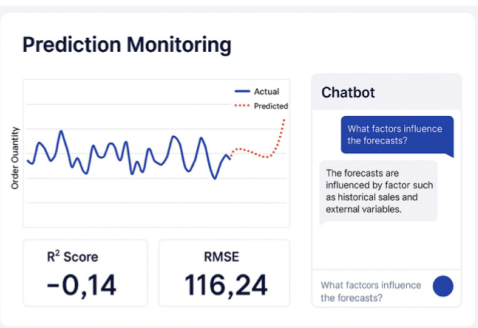 Prediction Monitoring
Actual
Predicted
Order Quantity
R² Score
-0,14
RMSE
116,24
Chatbot
What factors influence
the forecasts?
The forecasts are
influenced by factor such
as historical sales and
external variables.
What factcors influence
the forecasts?